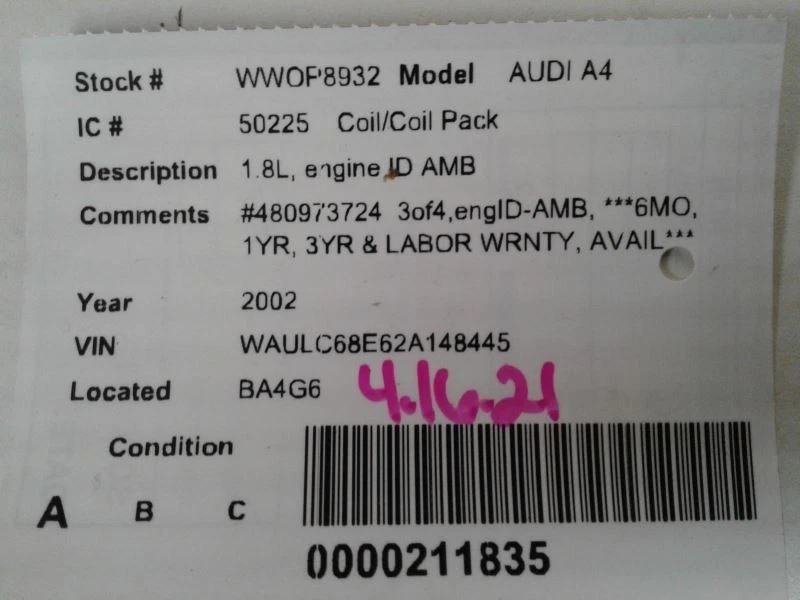 Stock # WWOP8932 Model AUDI A4
IC # 50225 Coil/Coil Pack
Description 1.8L, engine ID AMB
Comments #480973724 3of4,engID-AMB, ***6MO,
1YR, 3YR & LABOR WRNTY, AVAIL***
Year 2002
VIN WAULC68E62A148445
Located BA4G6 4.16.21
Condition
A B C
0000211835